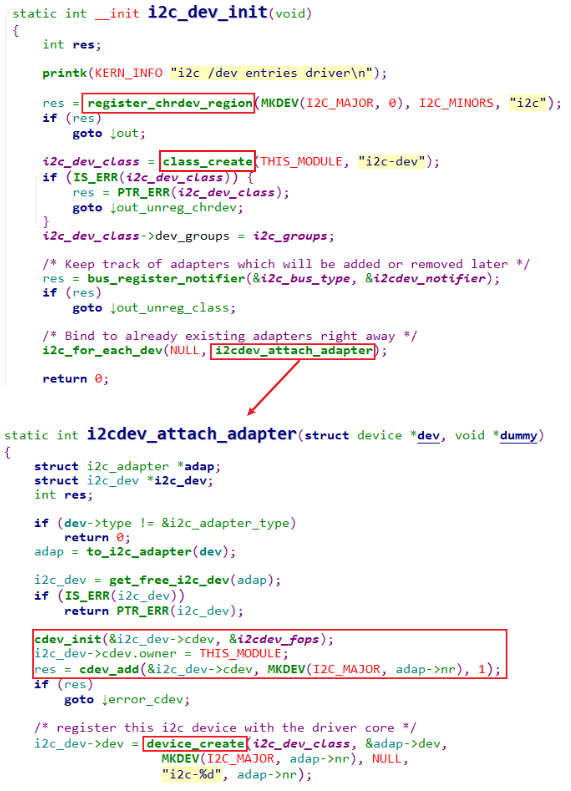 static int __init i2c_dev_init(void)
{
    int res;

    printk(KERN_INFO "i2c /dev entries driver\n");

    res = register_chrdev_region(MKDEV(I2C_MAJOR, 0), I2C_MINORS, "i2c");
    if (res)
        goto ↓out;

    i2c_dev_class = class_create(THIS_MODULE, "i2c-dev");
    if (IS_ERR(i2c_dev_class)) {
        res = PTR_ERR(i2c_dev_class);
        goto ↓out_unreg_chrdev;
    }
    i2c_dev_class->dev_groups = i2c_groups;

    /* Keep track of adapters which will be added or removed later */
    res = bus_register_notifier(&i2c_bus_type, &i2cdev_notifier);
    if (res)
        goto ↓out_unreg_class;

    /* Bind to already existing adapters right away */
    i2c_for_each_dev(NULL, i2cdev_attach_adapter);

    return 0;

static int i2cdev_attach_adapter(struct device *dev, void *dummy)
{
    struct i2c_adapter *adap;
    struct i2c_dev *i2c_dev;
    int res;

    if (dev->type != &i2c_adapter_type)
        return 0;
    adap = to_i2c_adapter(dev);

    i2c_dev = get_free_i2c_dev(adap);
    if (IS_ERR(i2c_dev))
        return PTR_ERR(i2c_dev);

    cdev_init(&i2c_dev->cdev, &i2cdev_fops);
    i2c_dev->cdev.owner = THIS_MODULE;
    res = cdev_add(&i2c_dev->cdev, MKDEV(I2C_MAJOR, adap->nr), 1);
    if (res)
        goto ↓error_cdev;

    /* register this i2c device with the driver core */
    i2c_dev->dev = device_create(i2c_dev_class, &adap->dev,
                     MKDEV(I2C_MAJOR, adap->nr), NULL,
                     "i2c-%d", adap->nr);